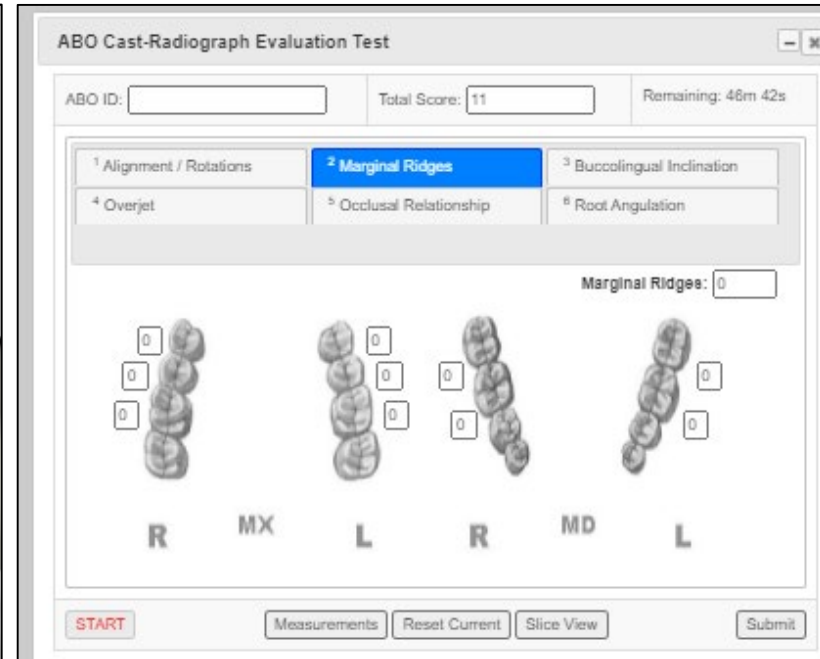 ABO Cast-Radiograph Evaluation Test
ABO ID: Total Score: 11 Remaining: 46m 42s
1 Alignment / Rotations 2 Marginal Ridges 3 Buccolingual Inclination
4 Overjet 5 Occlusal Relationship 6 Root Angulation
Marginal Ridges: 0
0 0
0 0 0 0
0 0 0 0
R MX L R MD L
START Measurements Reset Current Slice View Submit